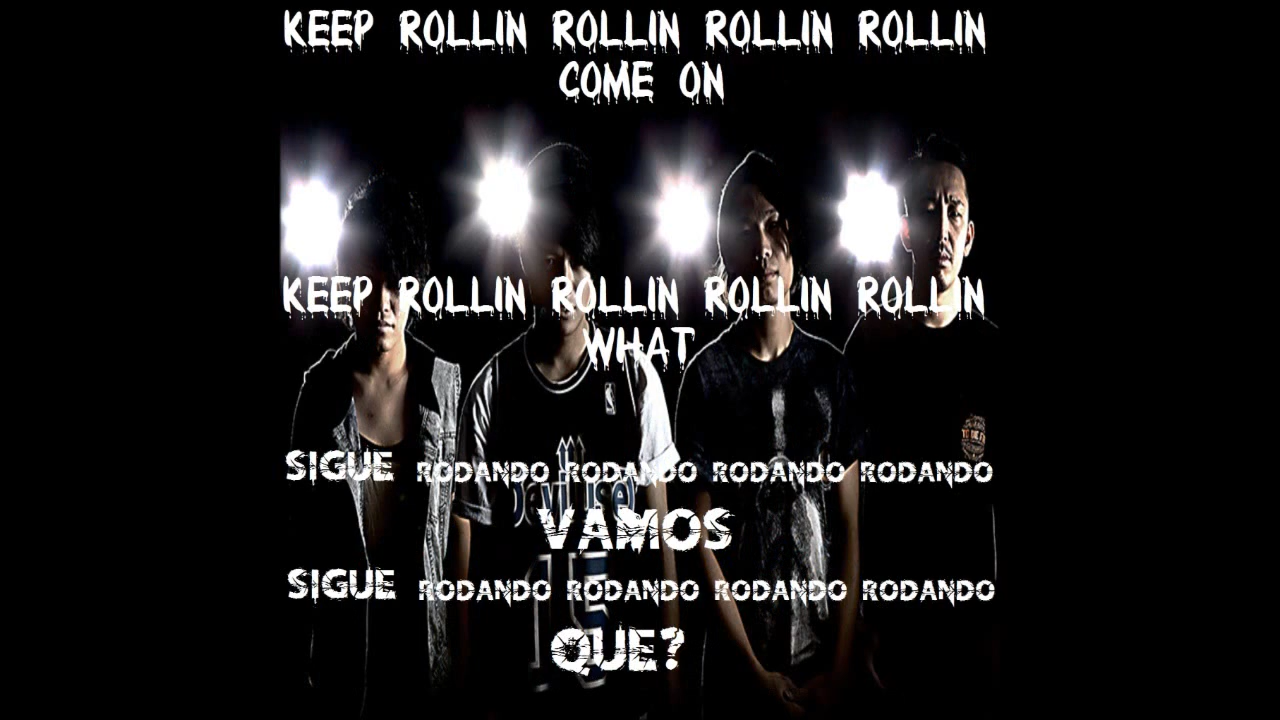 KEEP ROLLIN ROLLIN ROLLIN ROLLIN
COME ON
KEEP ROLLIN ROLLIN ROLLIN ROLLIN
WHAT
SIGUE RODANDO RODANDO RODANDO RODANDO
VAMOS
SIGUE RODANDO RODANDO RODANDO RODANDO
QUE?
15